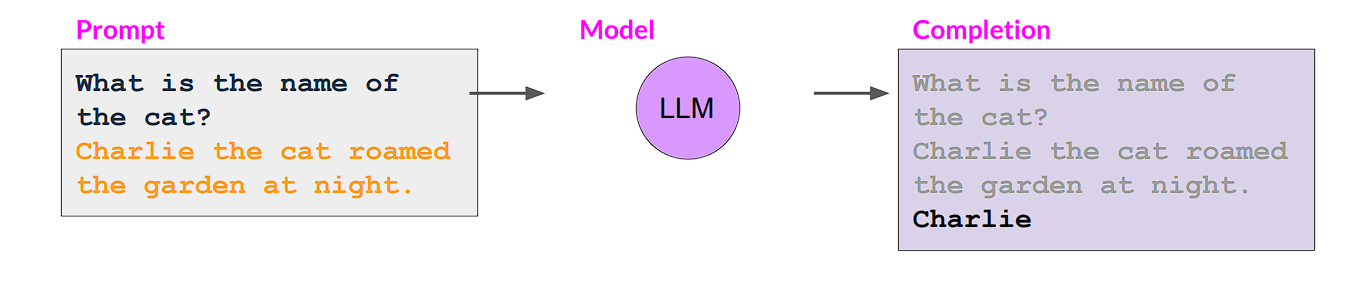 Prompt
What is the name of
the cat?
Charlie the cat roamed
the garden at night.
Model
LLM
Completion
What is the name of
the cat?
Charlie the cat roamed
the garden at night.
Charlie